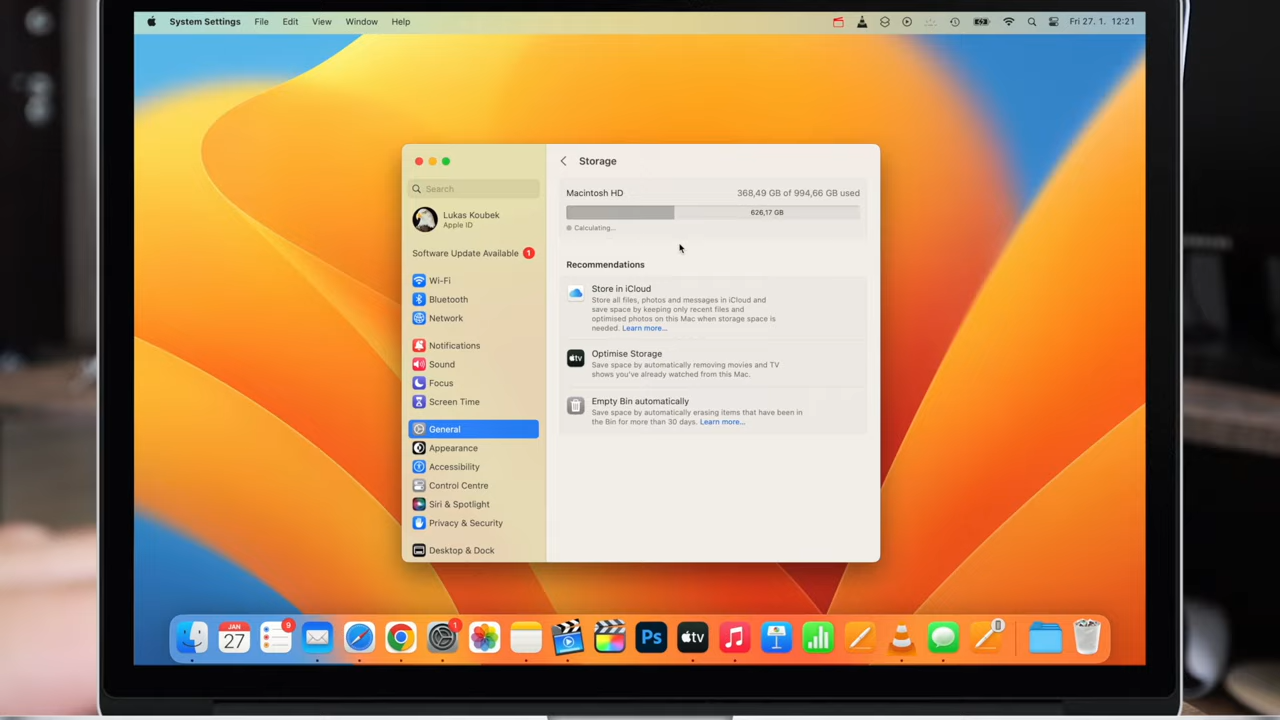 System Settings File Edit View Window Help
Fri 27. 1. 12:21
Storage
Search
Lukas Koubek
Apple ID
Software Update Available 1
Wi-Fi
Bluetooth
Network
Notifications
Sound
Focus
Screen Time
General
Appearance
Accessibility
Control Centre
Siri & Spotlight
Privacy & Security
Desktop & Dock
Macintosh HD 368,49 GB of 994,66 GB used
626,17 GB
Calculating...
Recommendations
Store in iCloud
Store all files, photos and messages in iCloud and
save space by keeping only recent files and
optimised photos on this Mac when storage space is
needed. Learn more...
tv
Optimise Storage
Save space by automatically removing movies and TV
shows you've already watched from this Mac.
Empty Bin automatically
Save space by automatically erasing items that have been in
the Bin for more than 30 days. Learn more...
JAN
27
9
1
Ps
tv